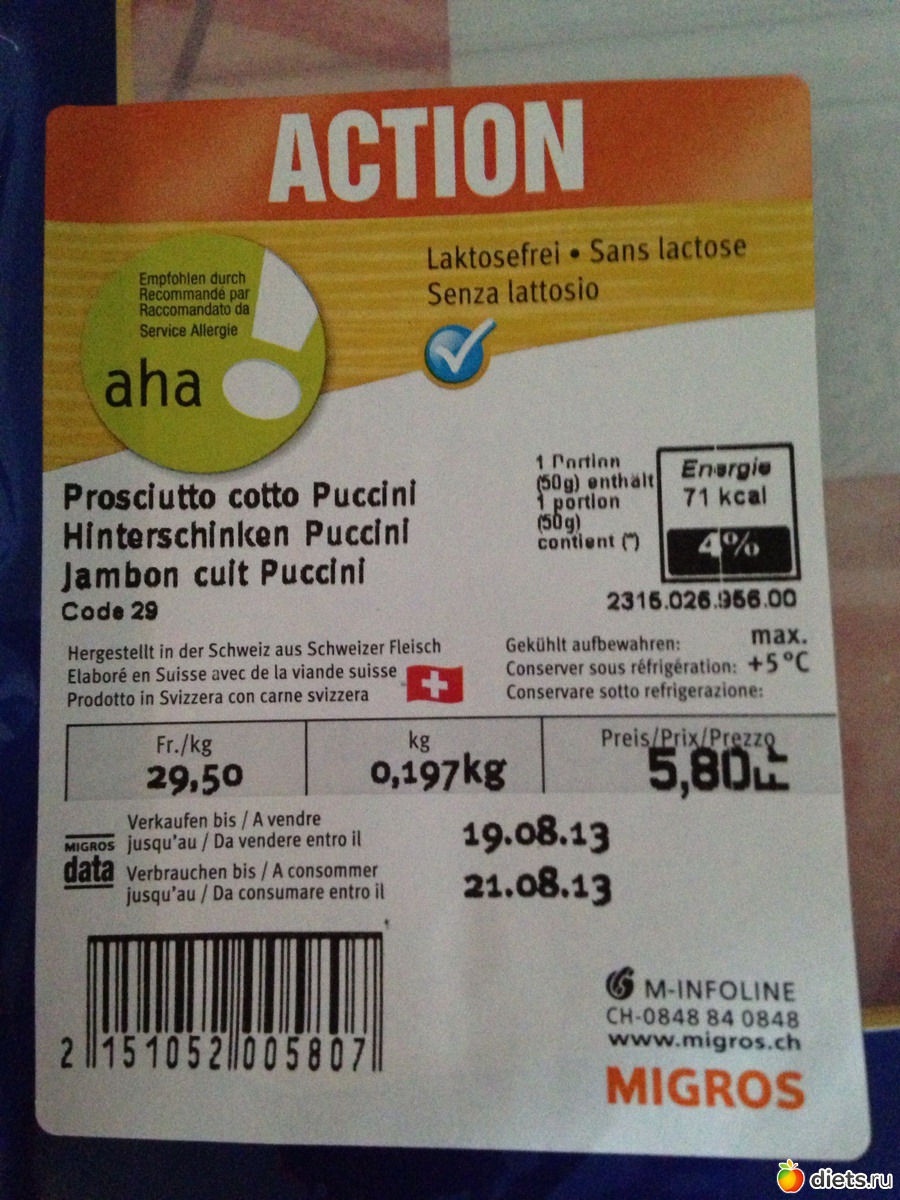 ACTION
Laktosefrei • Sans lactose
Senza lattosio
Empfohlen durch
Recommandé par
Raccomandato da
Service Allergie
aha
1 Portion
(50g) enthält
1 portion
(50g)
contient (*)
Energie
71 kcal
4%
Prosciutto cotto Puccini
Hinterschinken Puccini
Jambon cuit Puccini
Code 29
2315.026.956.00
Hergestellt in der Schweiz aus Schweizer Fleisch
Elaboré en Suisse avec de la viande suisse
Prodotto in Svizzera con carne svizzera
Gekühlt aufbewahren:
Conserver sous réfrigération:
Conservare sotto refrigerazione:
max.
+5°C
Fr./kg
29,50
kg
0,197kg
Preis/Prix/Prezzo
5,80Fr
MIGROS
data
Verkaufen bis / A vendre
jusqu'au / Da vendere entro il
19.08.13
Verbrauchen bis / A consommer
jusqu'au / Da consumare entro il
21.08.13
2 151052 005807
M-INFOLINE
CH-0848 84 0848
www.migros.ch
MIGROS
diets.ru